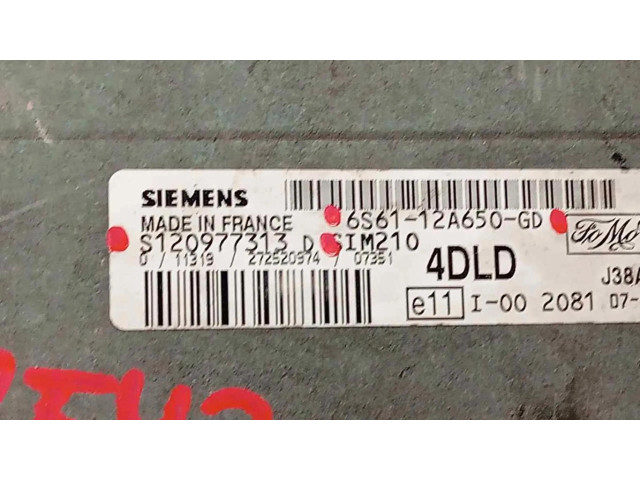 SIEMENS
MADE IN FRANCE 6S61-12A650-GD
S120977313 D SIM210
0 / 11319 / 272520974 / 07351
4DLD
J38A
e11 I-00 2081 07-